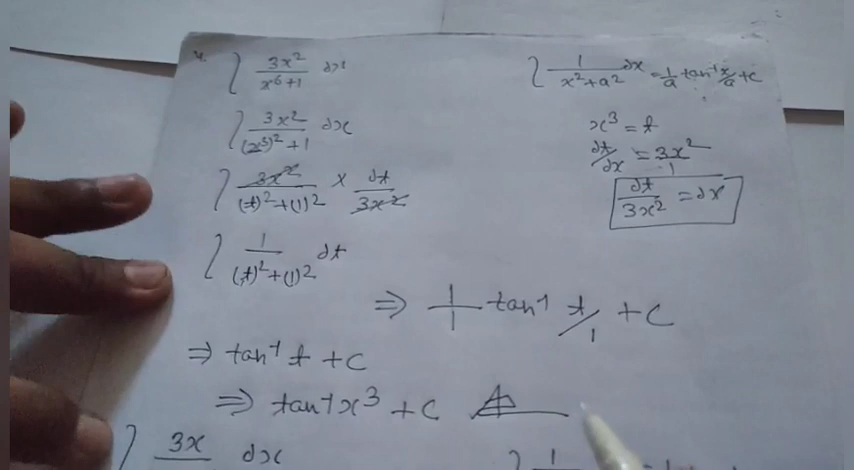 4. ∫ 3x²/(x⁶+1) dx
∫ 1/(x²+a²) dx = 1/a tan⁻¹ x/a + c
∫ 3x²/((x³)²+1) dx
x³ = t
dt/dx = 3x²/1
∫ 3x²/((t)²+(1)²) × dt/3x²
dt/3x² = dx
∫ 1/((t)²+(1)²) dt
⇒ 1/1 tan⁻¹ t/1 + C
⇒ tan⁻¹ t + C
⇒ tan⁻¹ x³ + C
∫ 3x dx
∫ 1